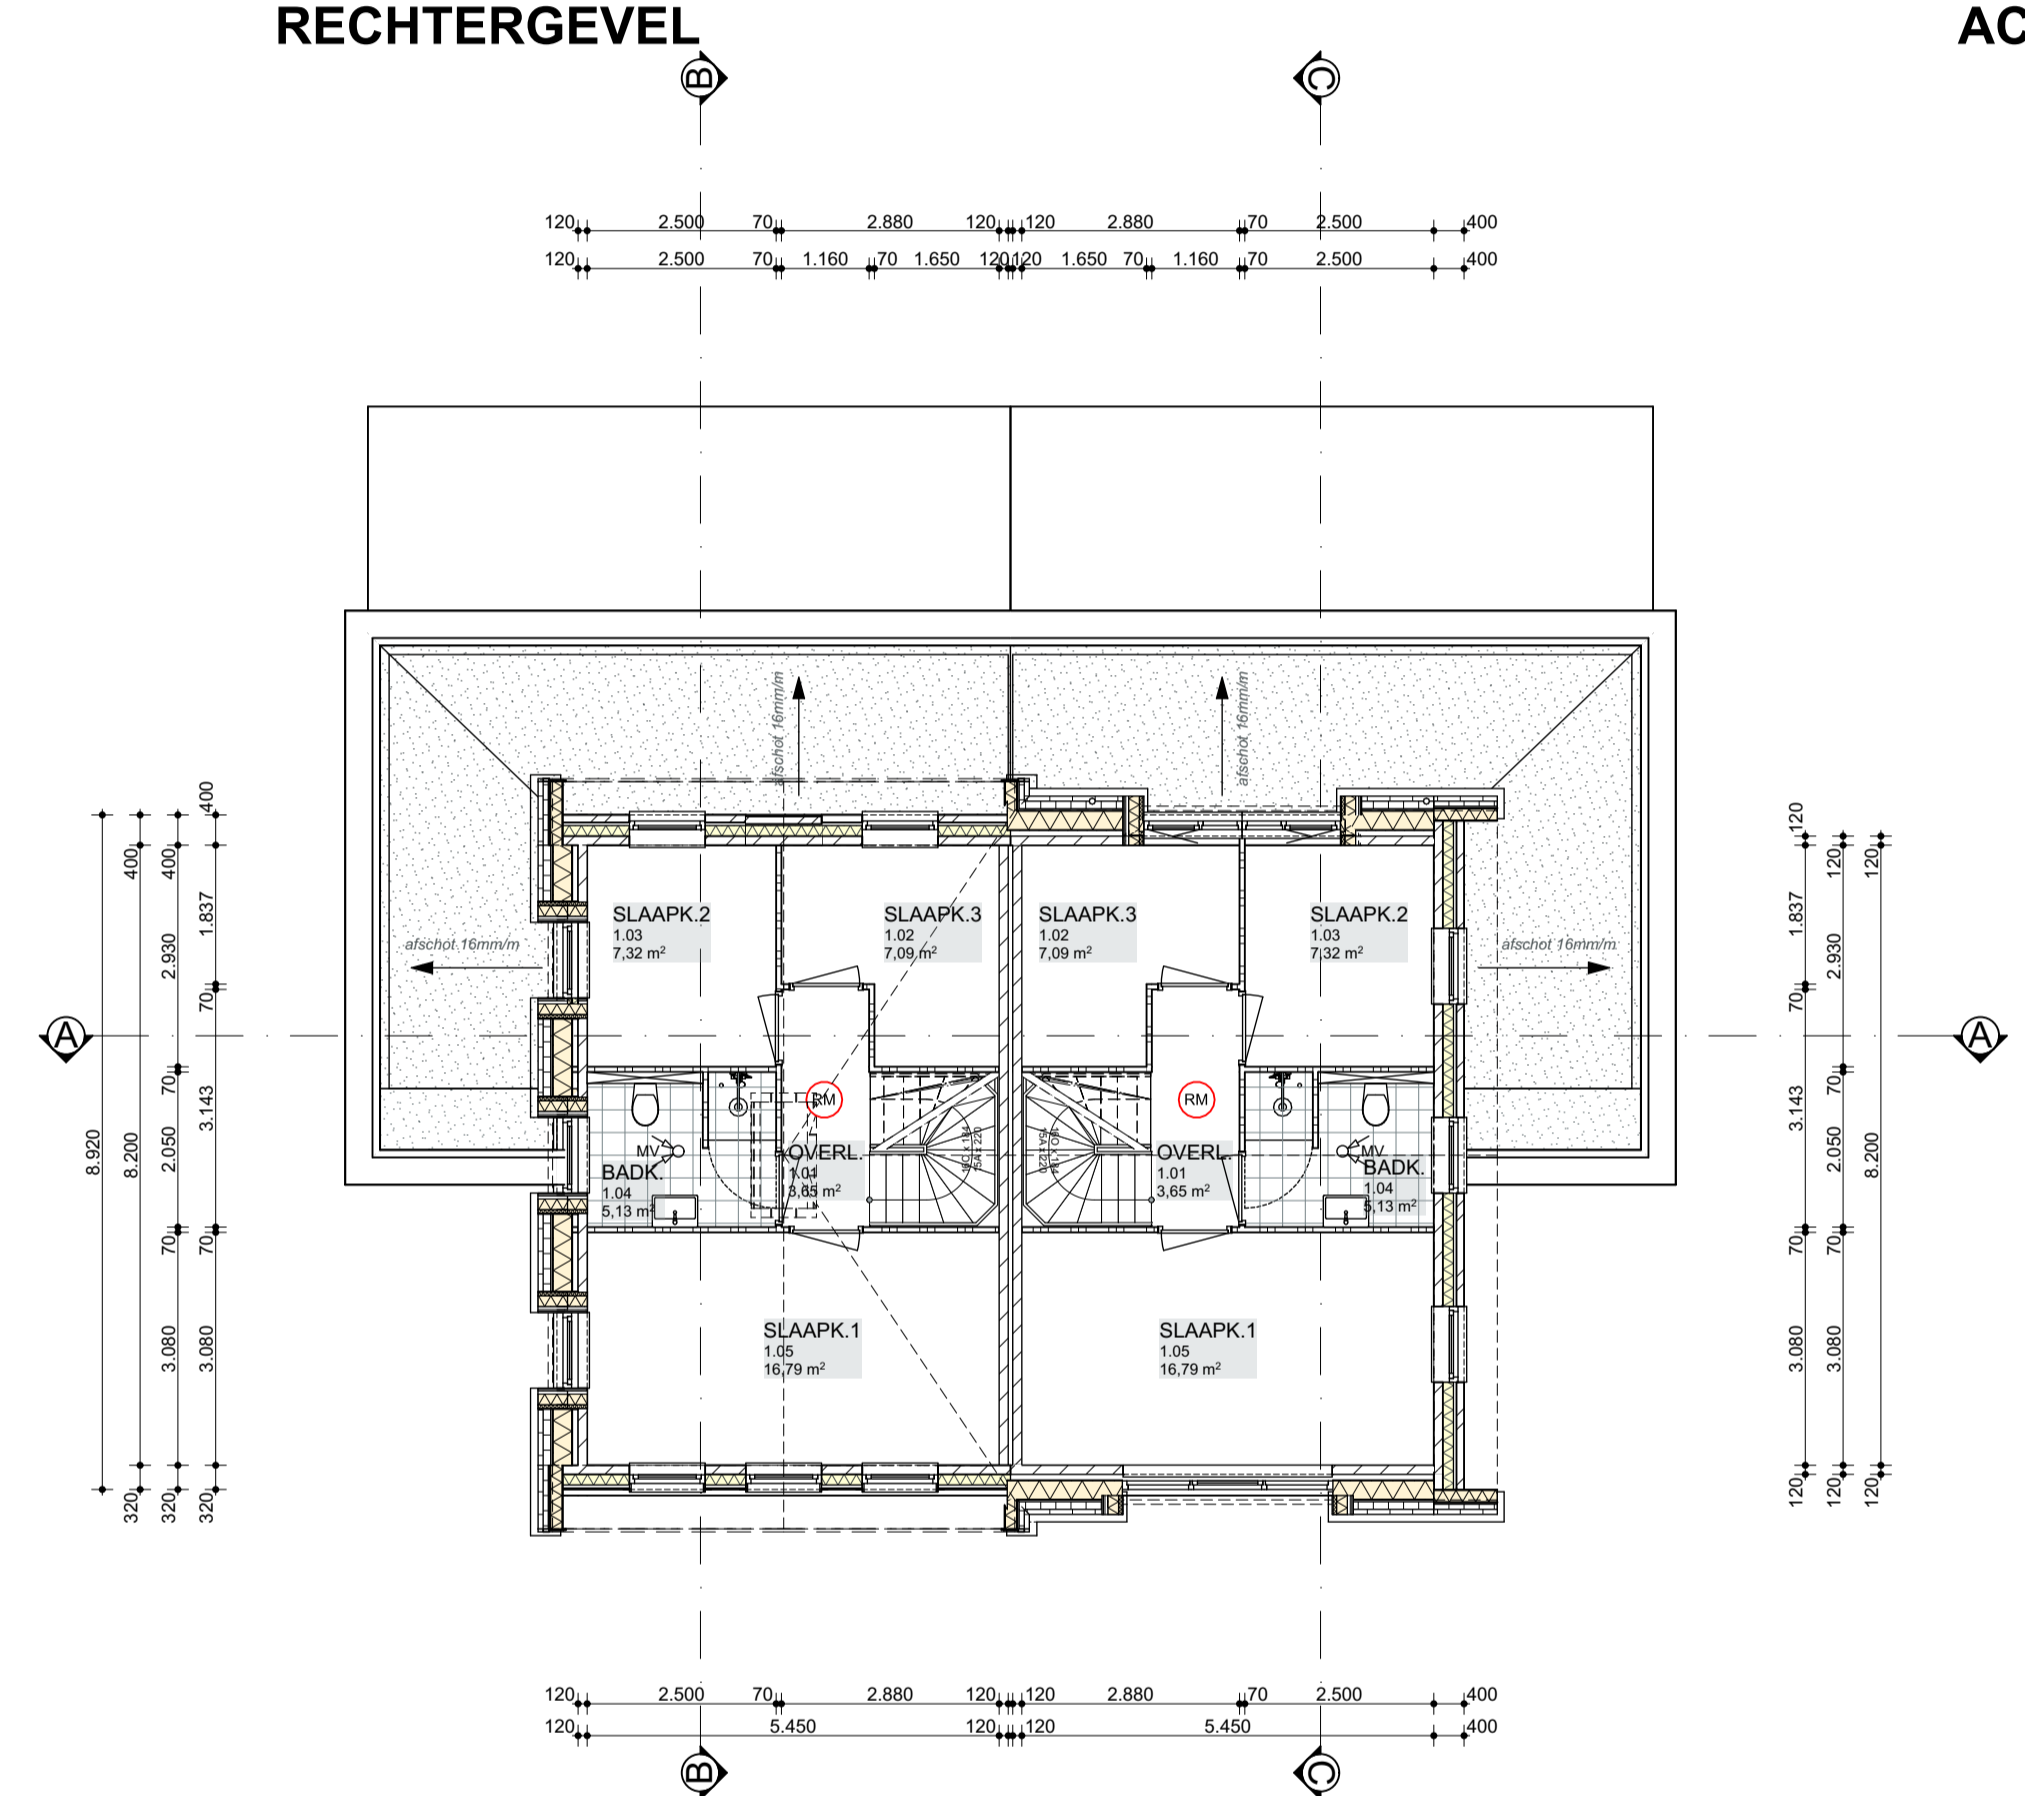 RECHTERGEVEL
AC
B
C
120 2.500 70 2.880 120 120 2.880 70 2.500 400
120 2.500 70 1.160 70 1.650 120 120 1.650 70 1.160 70 2.500 400
afschot 16mm/m
afschot 16mm/m
afschot 16mm/m
afschot 16mm/m
8.920
400 8.200 320
400 2.930 70 2.050 70 3.080 320
400 1.837 70 3.143 70 3.080 320
SLAAPK.2
1.03
7,32 m²
SLAAPK.3
1.02
7,09 m²
SLAAPK.3
1.02
7,09 m²
SLAAPK.2
1.03
7,32 m²
A
A
RM
RM
MV
BADK.
1.04
5,13 m²
OVERL.
1.01
3,65 m²
16O x 184
15A x 220
16O x 184
15A x 220
OVERL.
1.01
3,65 m²
MV
BADK.
1.04
5,13 m²
SLAAPK.1
1.05
16,79 m²
SLAAPK.1
1.05
16,79 m²
120 1.837 70 3.143 70 3.080 120
120 2.930 70 2.050 70 3.080 120
120 8.200 120
120 2.500 70 2.880 120 120 2.880 70 2.500 400
120 5.450 120 120 5.450 400
B
C